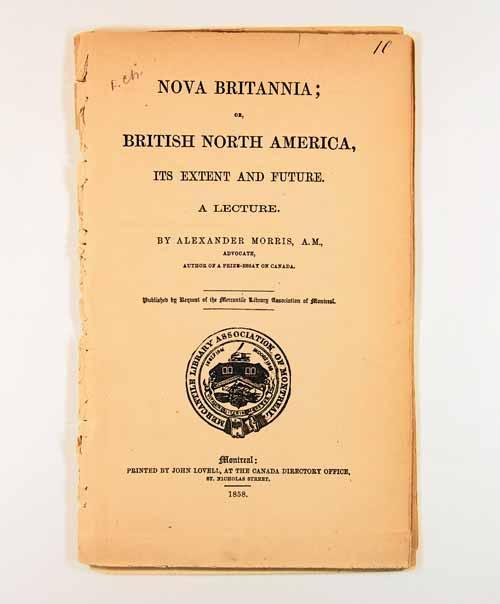 10
NOVA BRITANNIA;
OR,
BRITISH NORTH AMERICA,
ITS EXTENT AND FUTURE.
A LECTURE.
BY ALEXANDER MORRIS, A.M.,
ADVOCATE,
AUTHOR OF A PRIZE-ESSAY ON CANADA.
Published by Request of the Mercantile Library Association of Montreal.
MERCANTILE LIBRARY ASSOCIATION OF MONTREAL
Montreal;
PRINTED BY JOHN LOVELL, AT THE CANADA DIRECTORY OFFICE,
ST. NICHOLAS STREET.
1858.